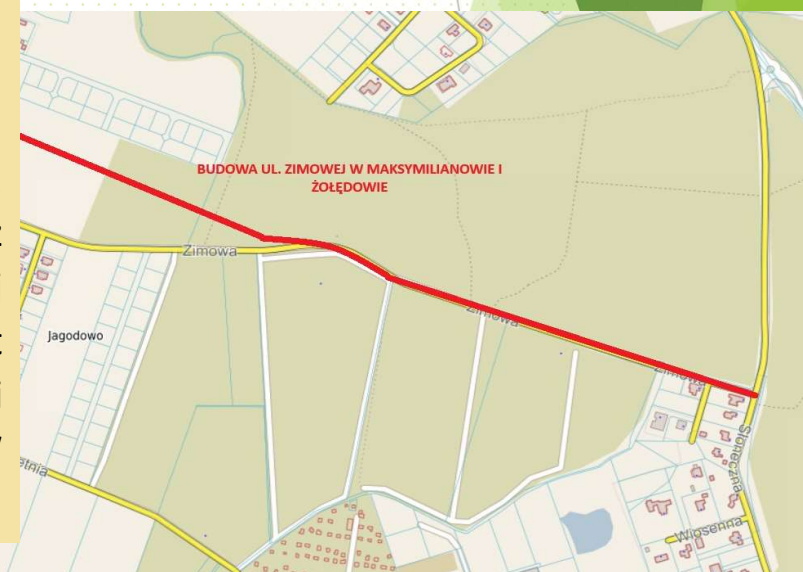 BUDOWA UL. ZIMOWEJ W MAKSYMILIANOWIE I
ŻOŁĘDOWIE
Zimowa
Jagodowo
Zimowa
Zimowa
Słoneczna
Wiosenna